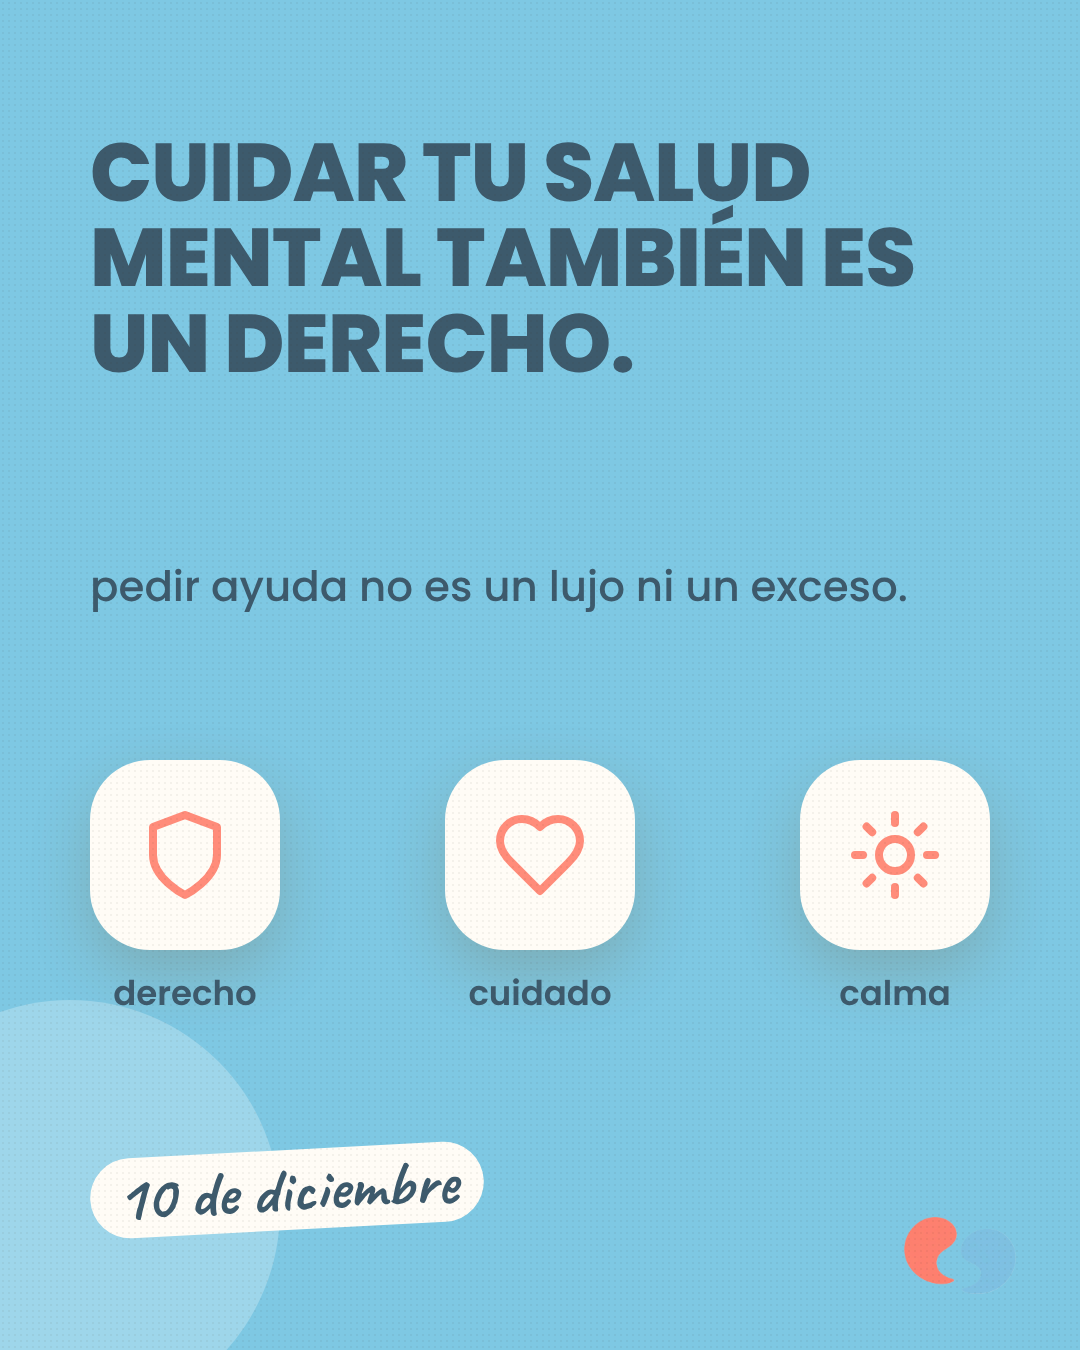 CUIDAR TU SALUD
MENTAL TAMBIÉN ES
UN DERECHO.
pedir ayuda no es un lujo ni un exceso.
derecho
cuidado
calma
10 de diciembre